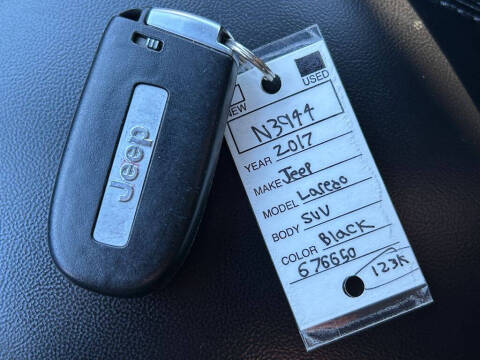 Jeep
NEW USED
N3944
YEAR 2017
MAKE Jeep
MODEL Laredo
BODY SUV
COLOR Black
676650
123K